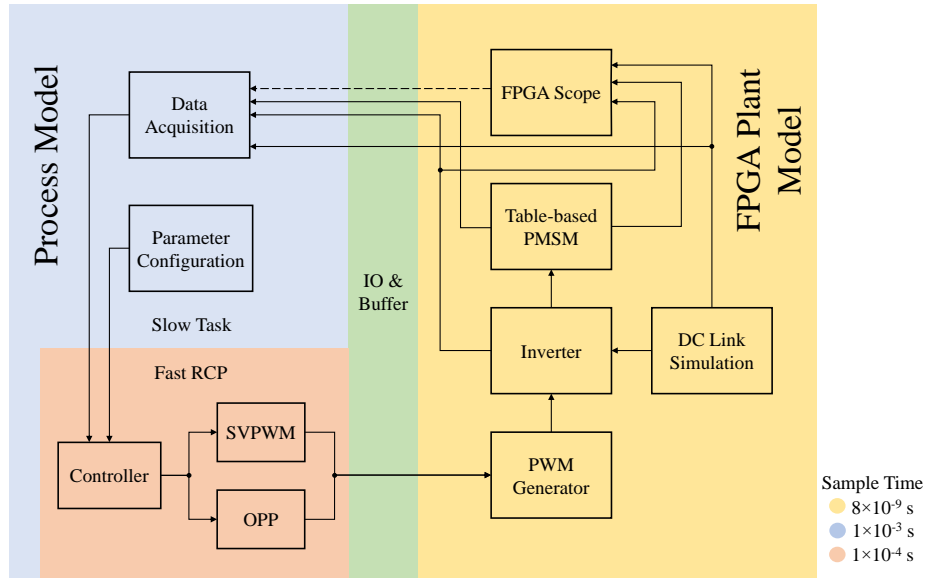 Process Model
Data
Acquisition
Parameter
Configuration
Slow Task
Fast RCP
Controller
SVPWM
OPP
IO &
Buffer
FPGA Plant
Model
FPGA Scope
Table-based
PMSM
Inverter
DC Link
Simulation
PWM
Generator
Sample Time
8×10⁻⁹ s
1×10⁻³ s
1×10⁻⁴ s